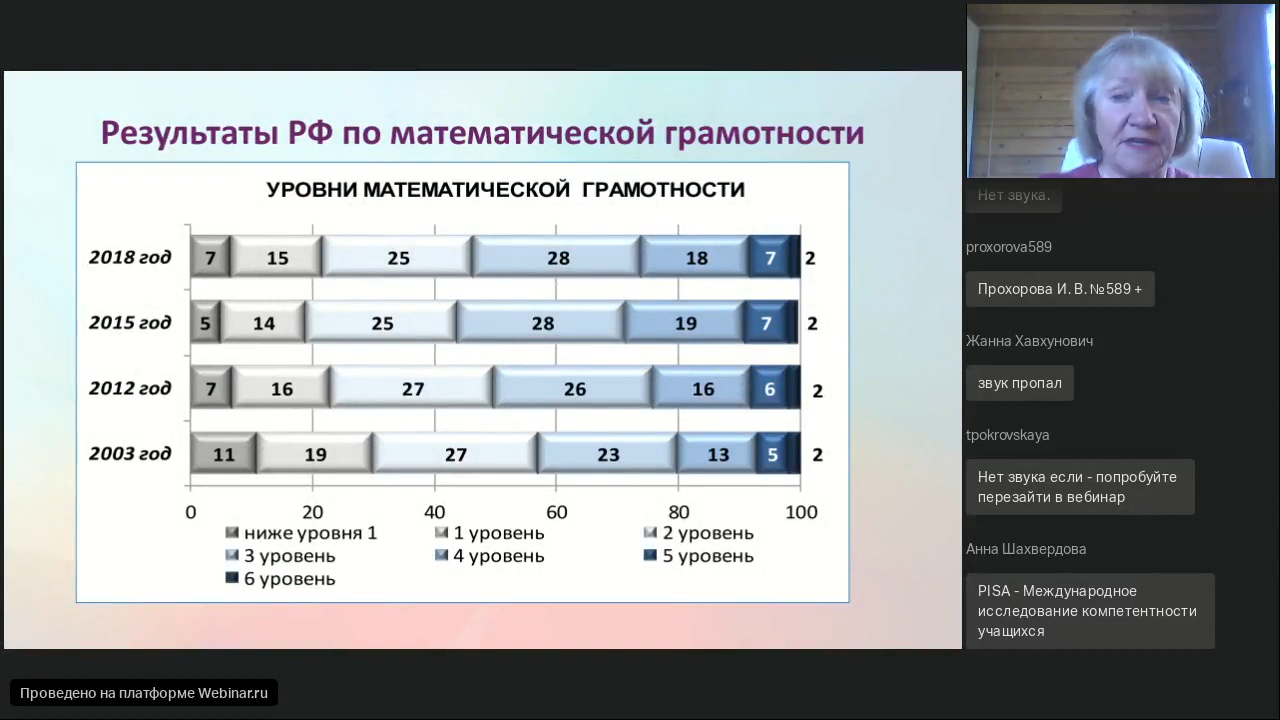 Результаты РФ по математической грамотности
УРОВНИ МАТЕМАТИЧЕСКОЙ ГРАМОТНОСТИ
2018 год 7 15 25 28 18 7 2
2015 год 5 14 25 28 19 7 2
2012 год 7 16 27 26 16 6 2
2003 год 11 19 27 23 13 5 2
0 20 40 60 80 100
ниже уровня 1 1 уровень 2 уровень
3 уровень 4 уровень 5 уровень
6 уровень
Нет звука.
proxorova589
Прохорова И. В. №589 +
Жанна Хавхунович
звук пропал
tpokrovskaya
Нет звука если - попробуйте
перезайти в вебинар
Анна Шахвердова
PISA - Международное
исследование компетентности
учащихся
Проведено на платформе Webinar.ru